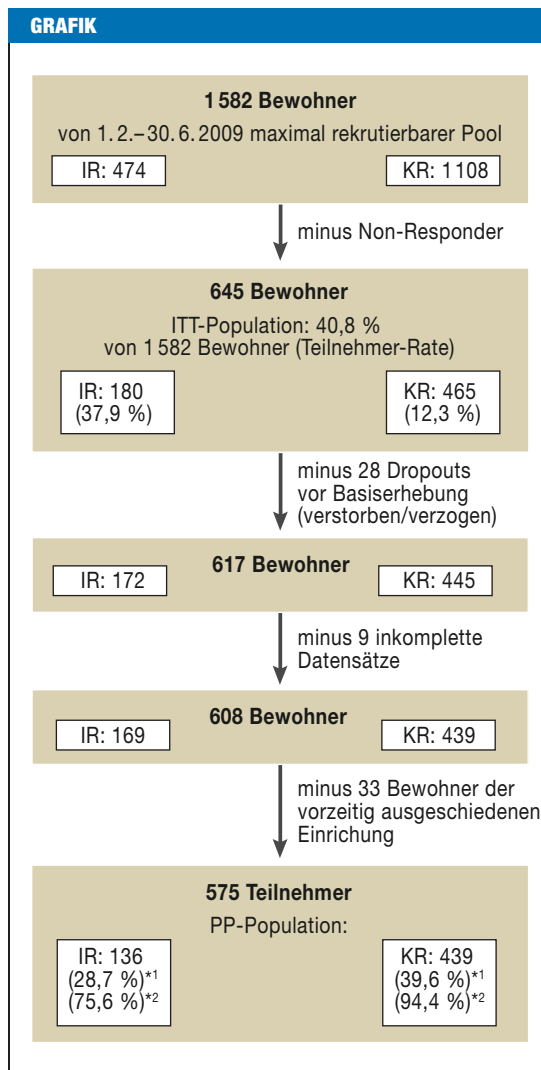 GRAFIK
1 582 Bewohner
von 1. 2.–30. 6. 2009 maximal rekrutierbarer Pool
IR: 474
KR: 1108
minus Non-Responder
645 Bewohner
ITT-Population: 40,8 %
von 1 582 Bewohner (Teilnehmer-Rate)
IR: 180
(37,9 %)
KR: 465
(12,3 %)
minus 28 Dropouts
vor Basiserhebung
(verstorben/verzogen)
617 Bewohner
IR: 172
KR: 445
minus 9 inkomplette
Datensätze
608 Bewohner
IR: 169
KR: 439
minus 33 Bewohner der
vorzeitig ausgeschiedenen
Einrichtung
575 Teilnehmer
PP-Population:
IR: 136
(28,7 %)*1
(75,6 %)*2
KR: 439
(39,6 %)*1
(94,4 %)*2